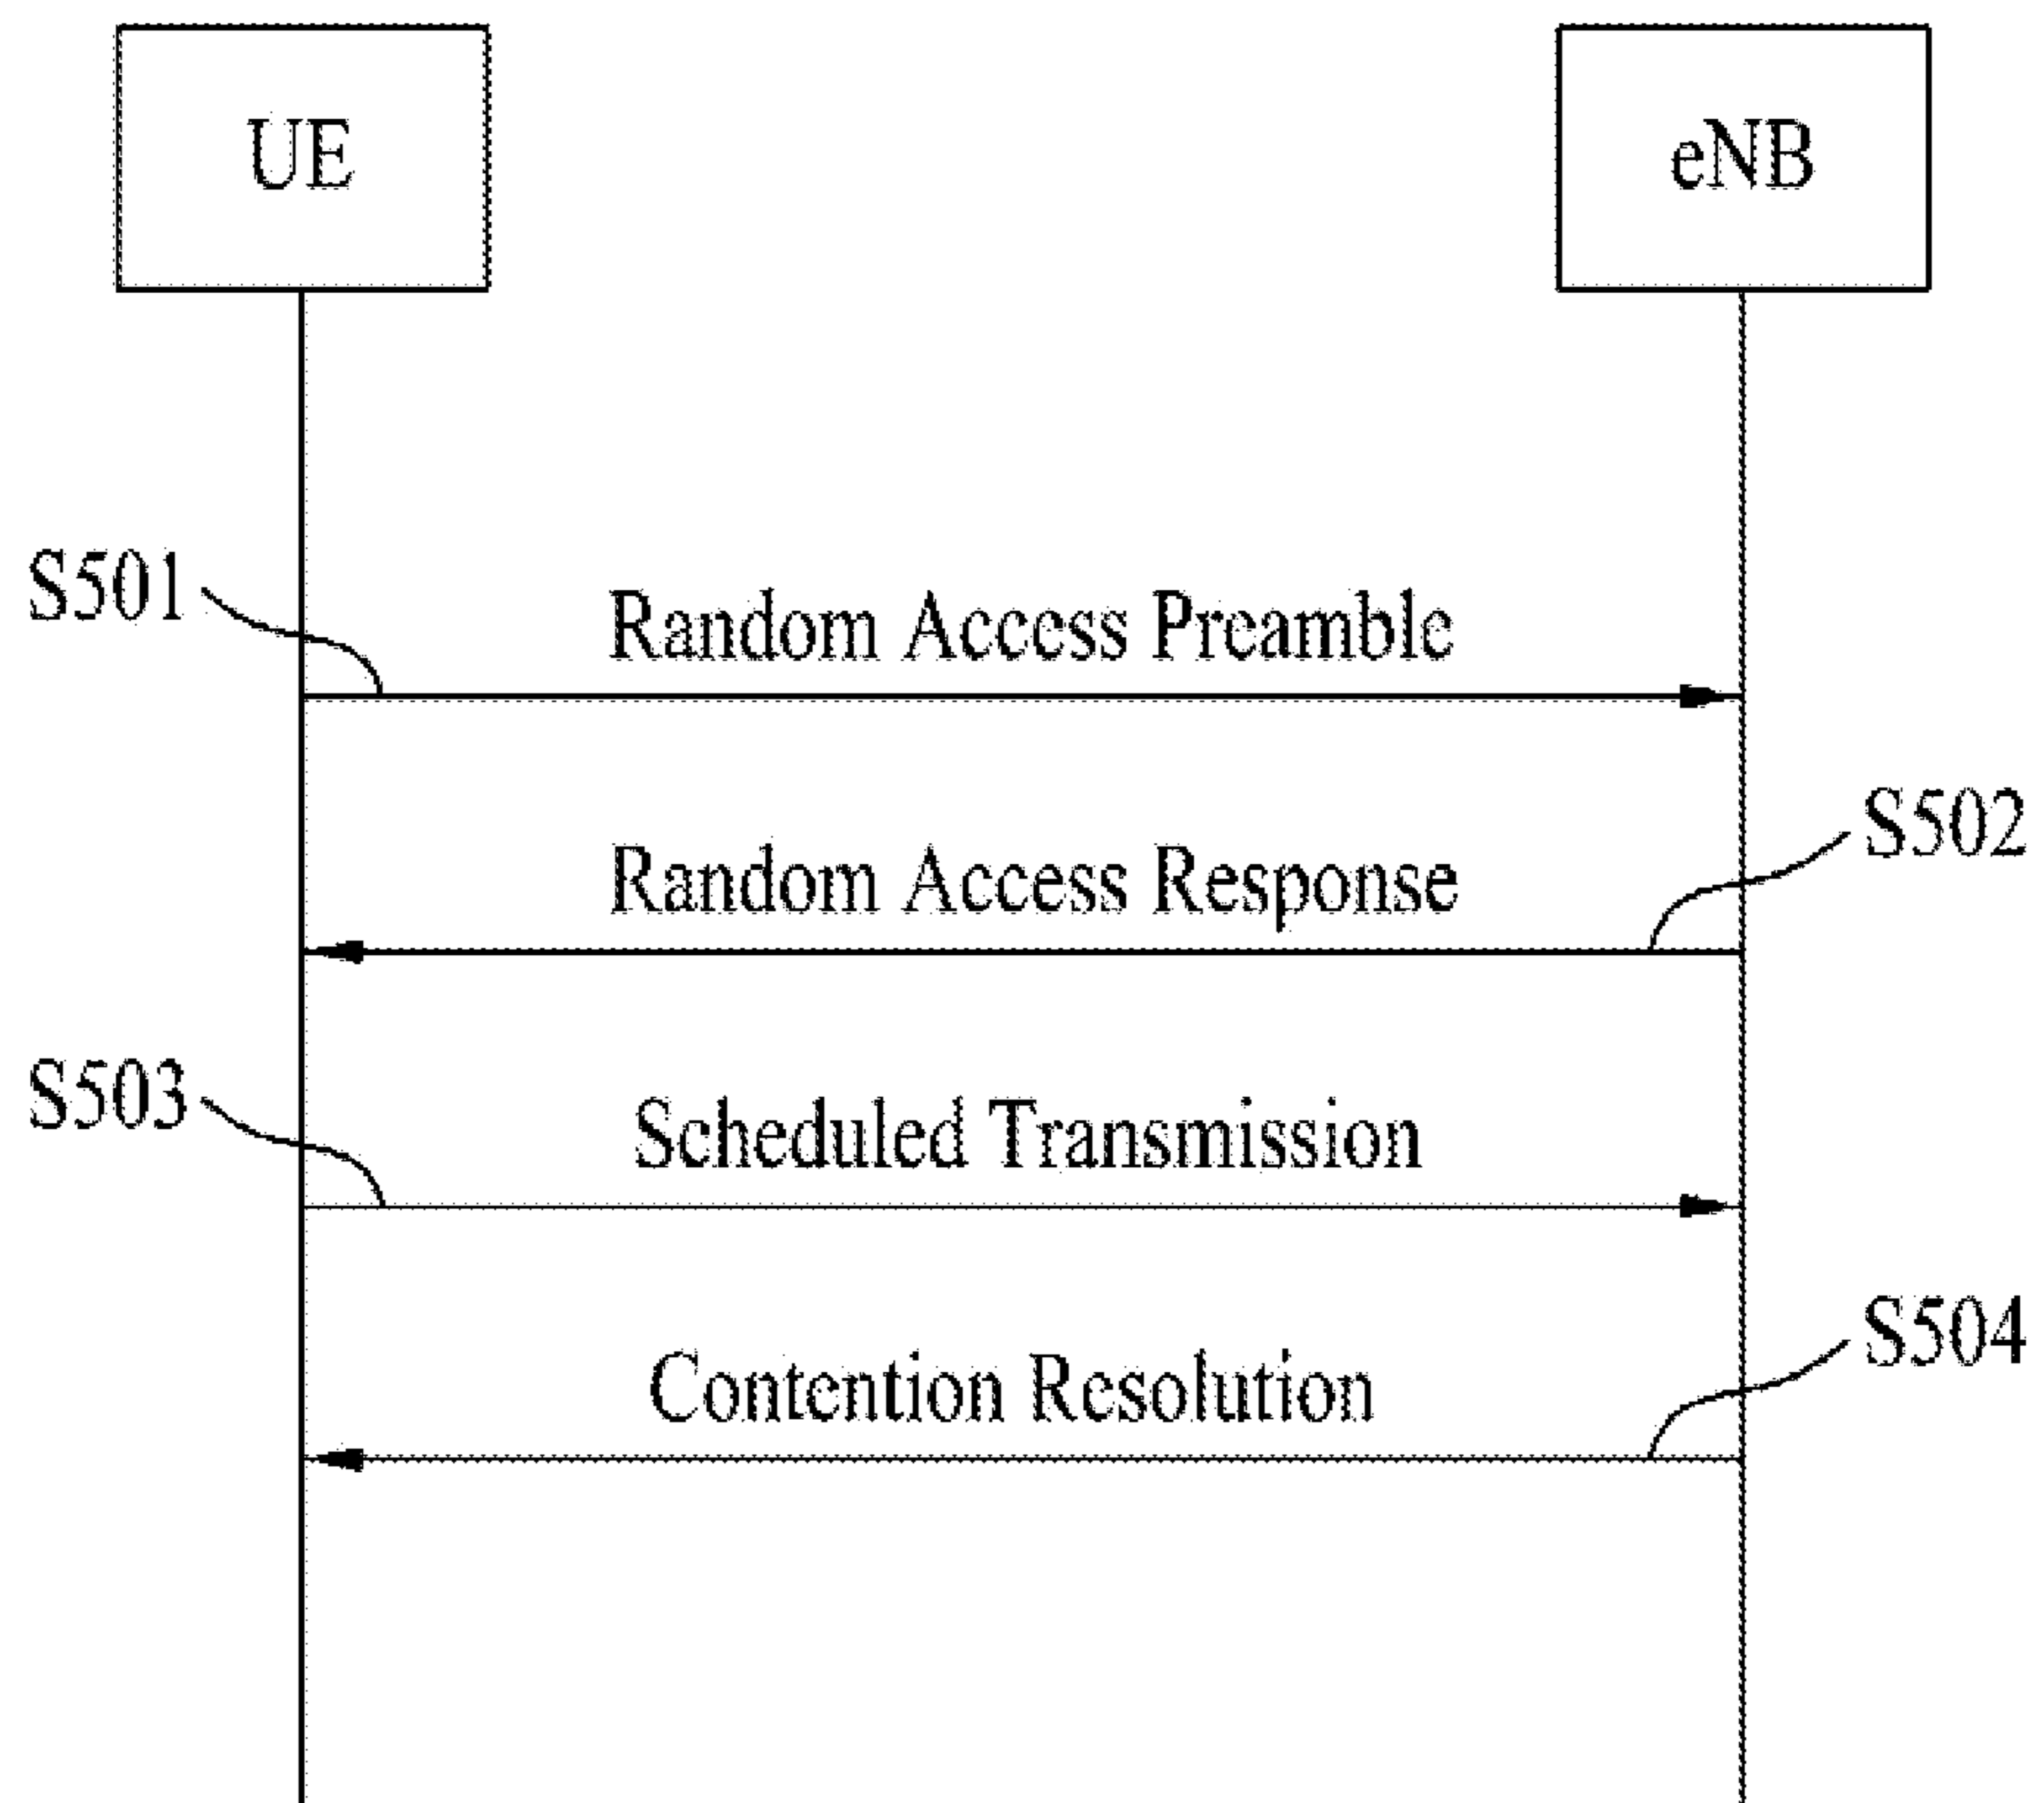 UE
eNB
S501
Random Access Preamble
S502
Random Access Response
S503
Scheduled Transmission
S504
Contention Resolution